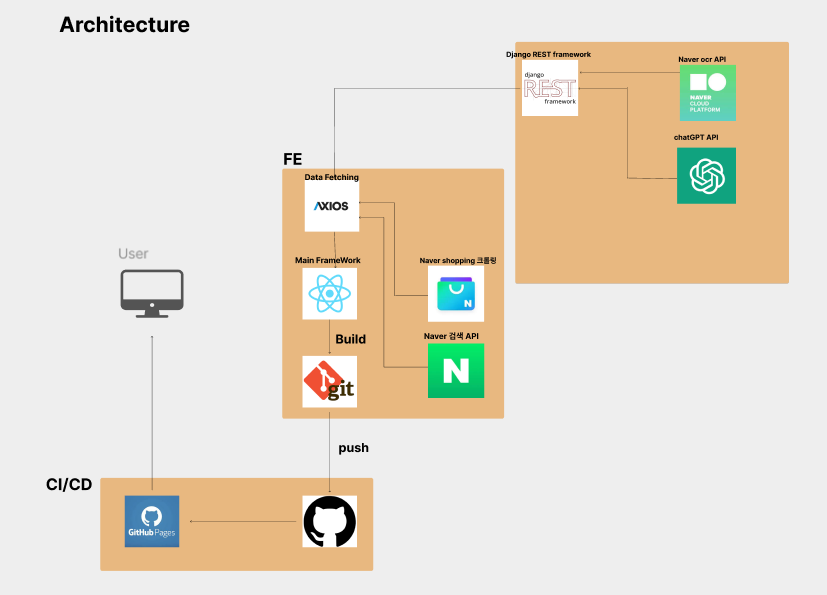 Architecture
Django REST framework
django
REST
framework
Naver ocr API
NAVER
CLOUD
PLATFORM
chatGPT API
FE
Data Fetching
AXIOS
Main FrameWork
Naver shopping 크롤링
N
Build
Naver 검색 API
N
git
User
push
CI/CD
GitHub Pages